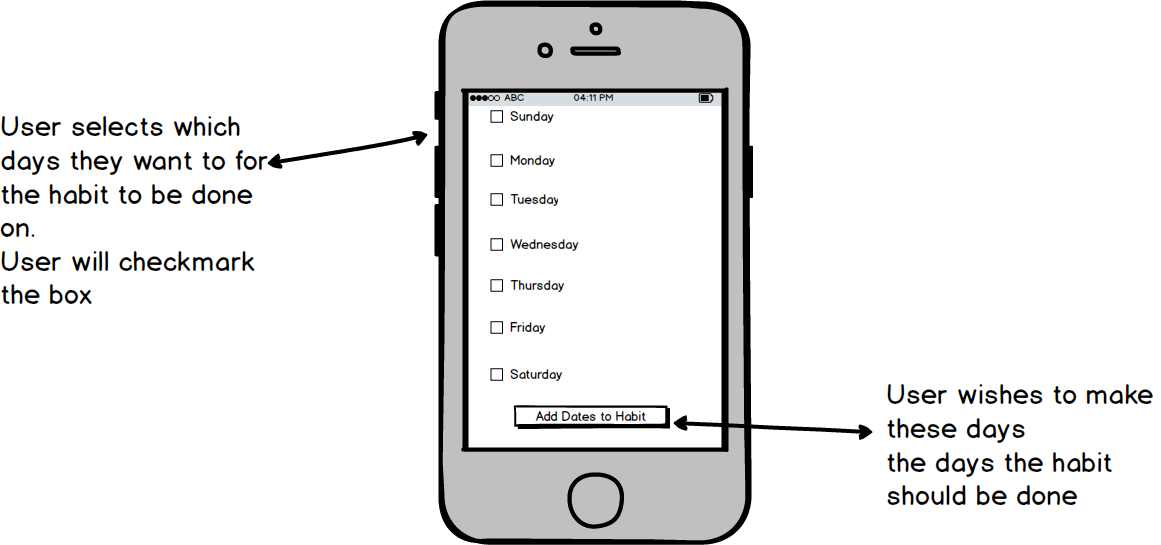 User selects which
days they want to for
the habit to be done
on.
User will checkmark
the box
ABC 04:11 PM
Sunday
Monday
Tuesday
Wednesday
Thursday
Friday
Saturday
Add Dates to Habit
User wishes to make
these days
the days the habit
should be done